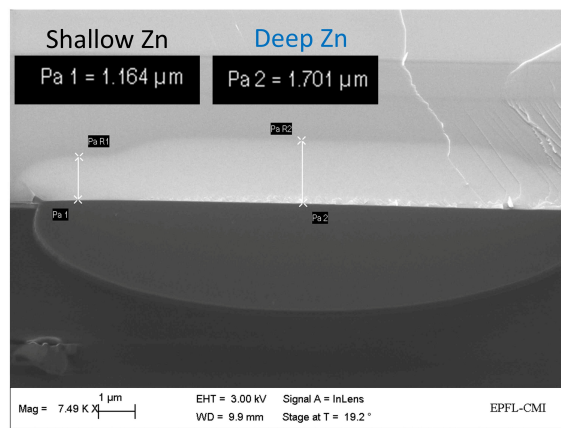 Shallow Zn
Deep Zn
Pa 1 = 1.164 µm
Pa 2 = 1.701 µm
Pa R1
Pa R2
Pa 1
Pa 2
1 µm
Mag = 7.49 K X
EHT = 3.00 kV
Signal A = InLens
WD = 9.9 mm
Stage at T = 19.2 °
EPFL-CMI